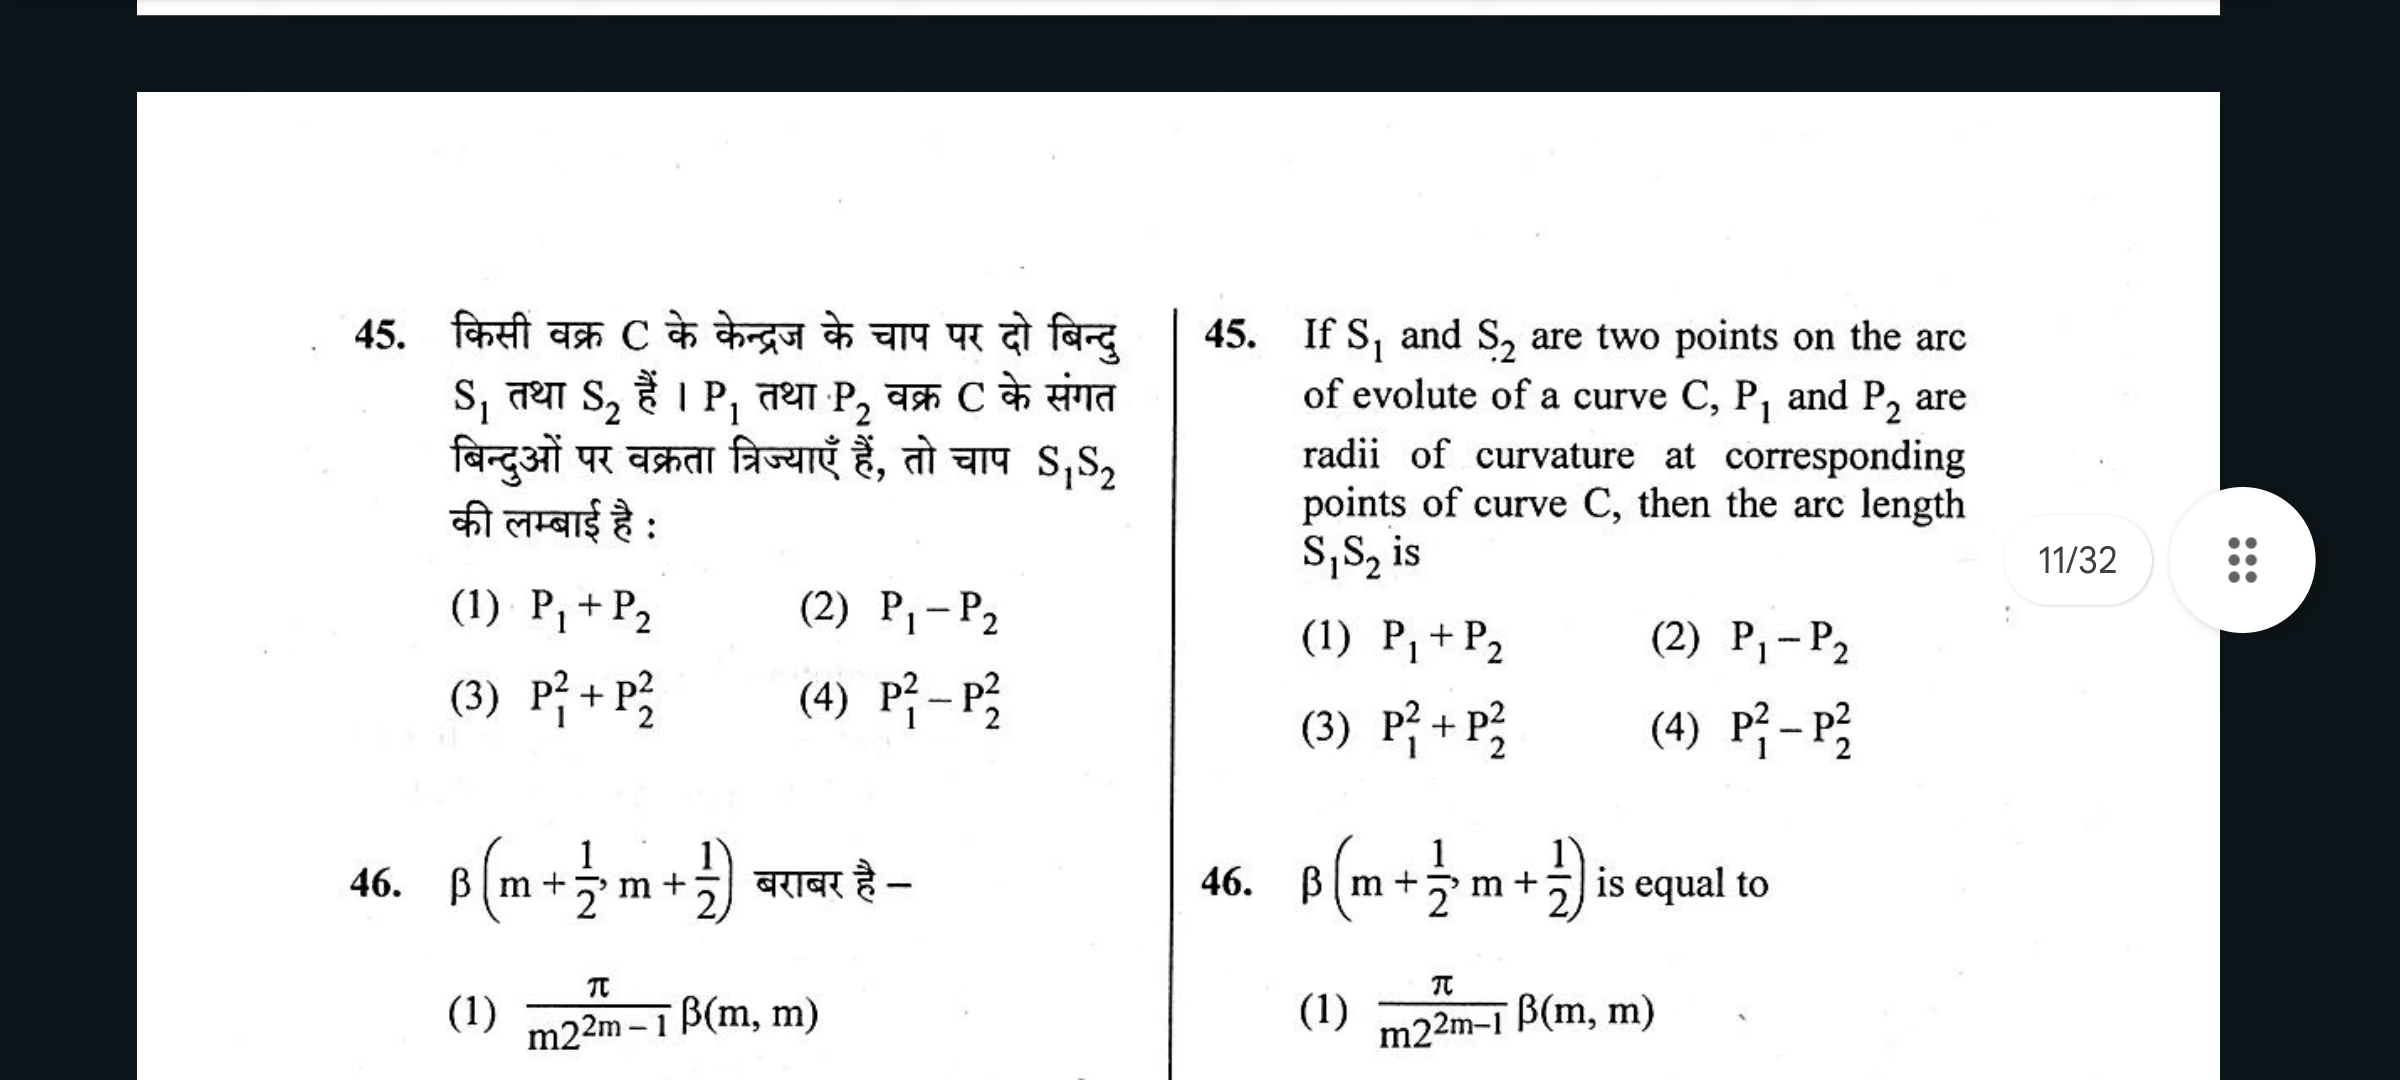 45. किसी वक्र C के केन्द्रज के चाप पर दो बिन्दु
S₁ तथा S₂ हैं । P₁ तथा P₂ वक्र C के संगत
बिन्दुओं पर वक्रता त्रिज्याएँ हैं, तो चाप S₁S₂
की लम्बाई है :
(1) P₁ + P₂ (2) P₁ – P₂
(3) P₁² + P₂² (4) P₁² – P₂²
46. β(m + 1/2, m + 1/2) बराबर है –
(1) π/(m2^(2m – 1)) β(m, m)
45. If S₁ and S₂ are two points on the arc
of evolute of a curve C, P₁ and P₂ are
radii of curvature at corresponding
points of curve C, then the arc length
S₁S₂ is
(1) P₁ + P₂ (2) P₁ – P₂
(3) P₁² + P₂² (4) P₁² – P₂²
46. β(m + 1/2, m + 1/2) is equal to
(1) π/(m2^(2m–1)) β(m, m)
11/32